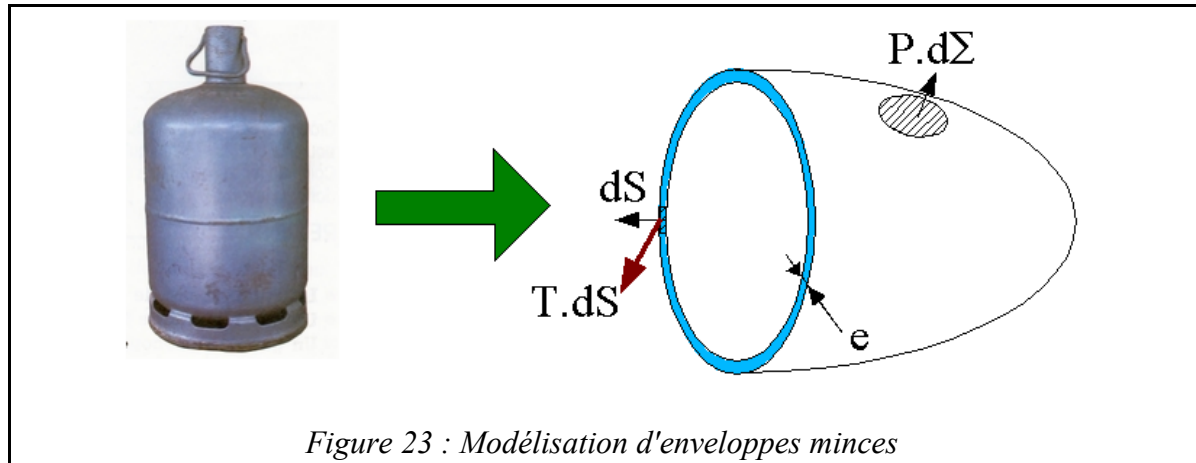 P.dΣ
dS
T.dS
e
Figure 23 : Modélisation d'enveloppes minces